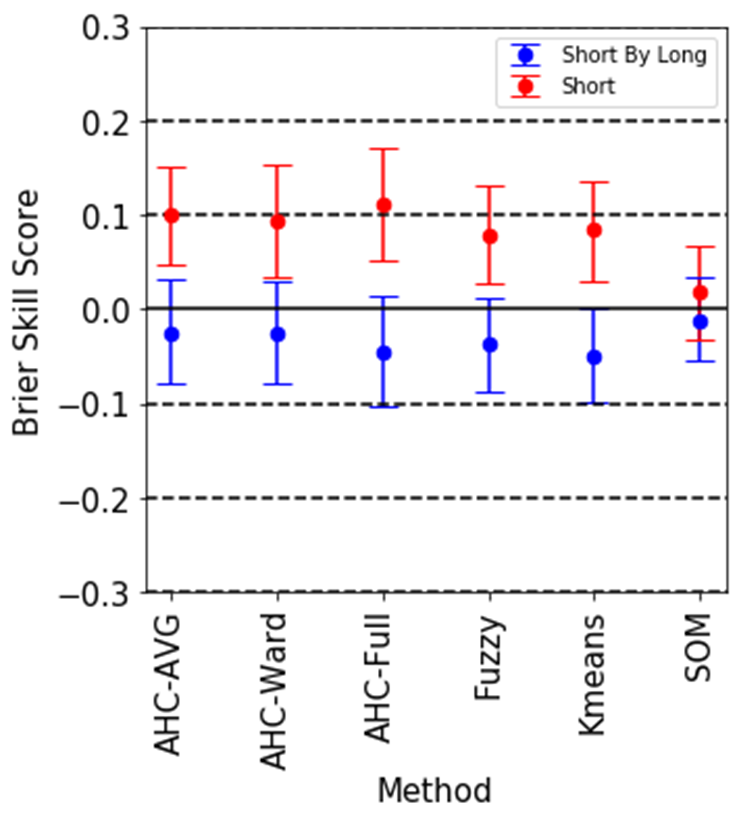 Brier Skill Score
0.3
0.2
0.1
0.0
−0.1
−0.2
−0.3
Short By Long
Short
AHC-AVG
AHC-Ward
AHC-Full
Fuzzy
Kmeans
SOM
Method